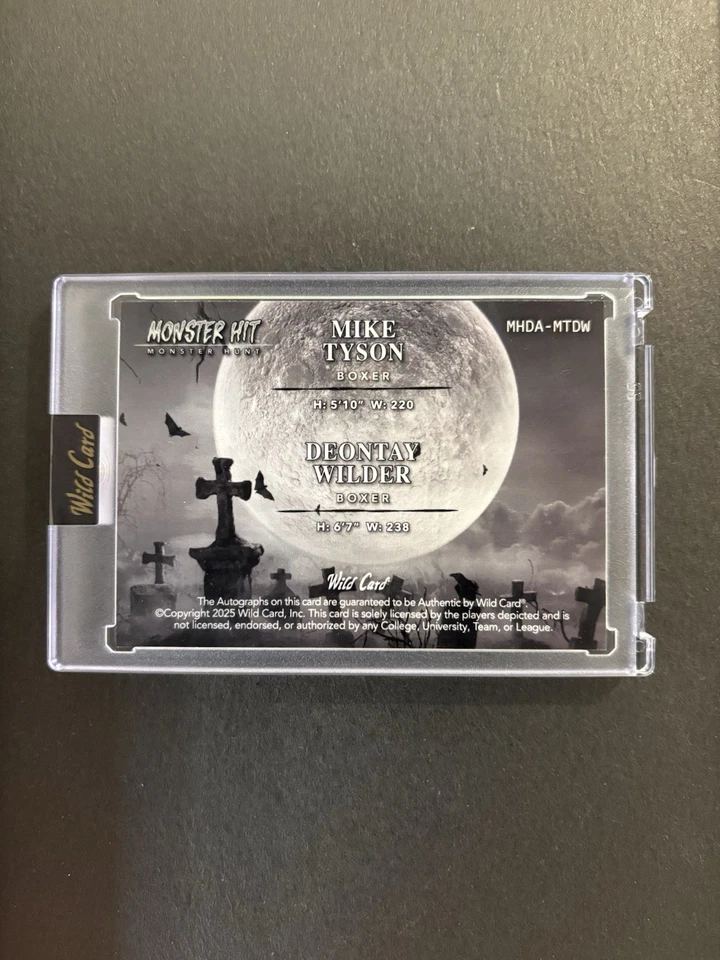 MONSTER HIT
MONSTER HUNT
MHDA-MTDW
MIKE
TYSON
BOXER
H: 5'10" W: 220
DEONTAY
WILDER
BOXER
H: 6'7" W: 238
Wild Card
Wild Card®
The Autographs on this card are guaranteed to be Authentic by Wild Card®.
©Copyright 2025 Wild Card, Inc. This card is solely licensed by the players depicted and is
not licensed, endorsed, or authorized by any College, University, Team, or League.